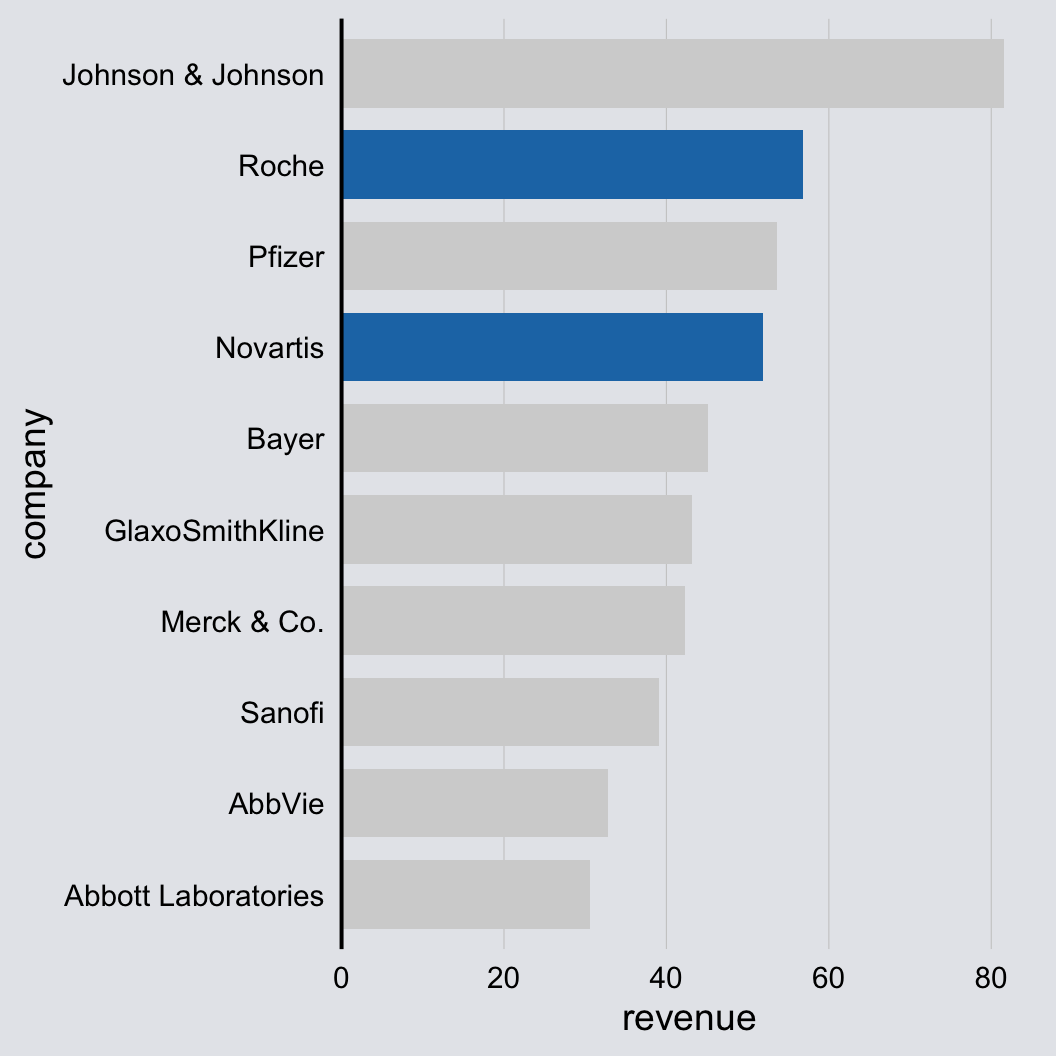 Johnson & Johnson
Roche
Pfizer
Novartis
Bayer
GlaxoSmithKline
Merck & Co.
Sanofi
AbbVie
Abbott Laboratories
company
0 20 40 60 80
revenue